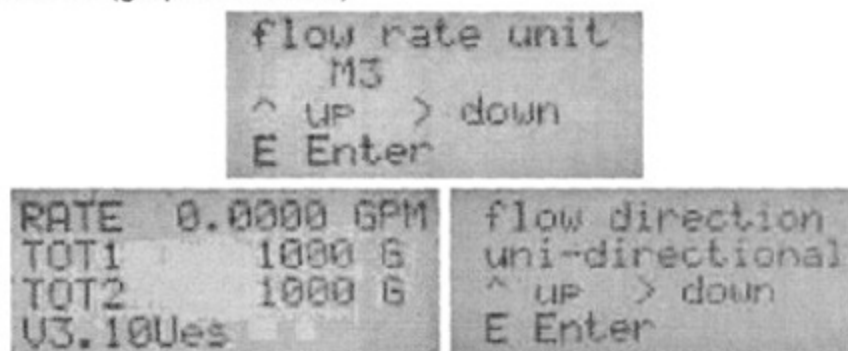 flow rate unit
M3
^ up > down
E Enter
RATE 0.0000 GPM
TOT1 1000 G
TOT2 1000 G
V3.10Ues
flow direction
uni-directional
^ up > down
E Enter